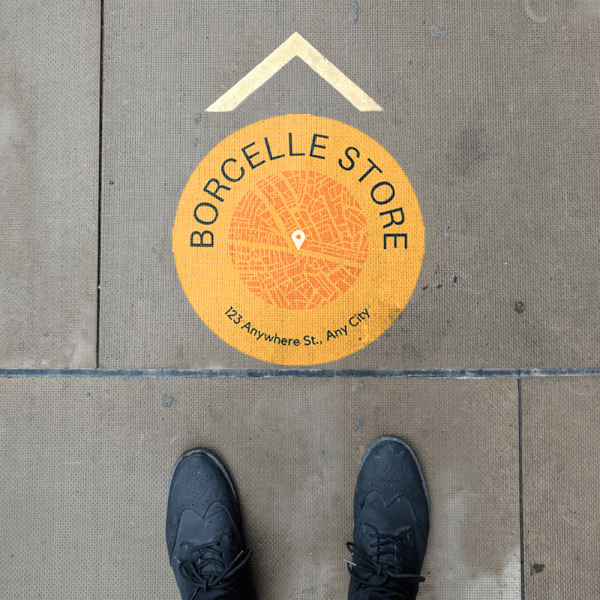 BORCELLE STORE
123 Anywhere St., Any City